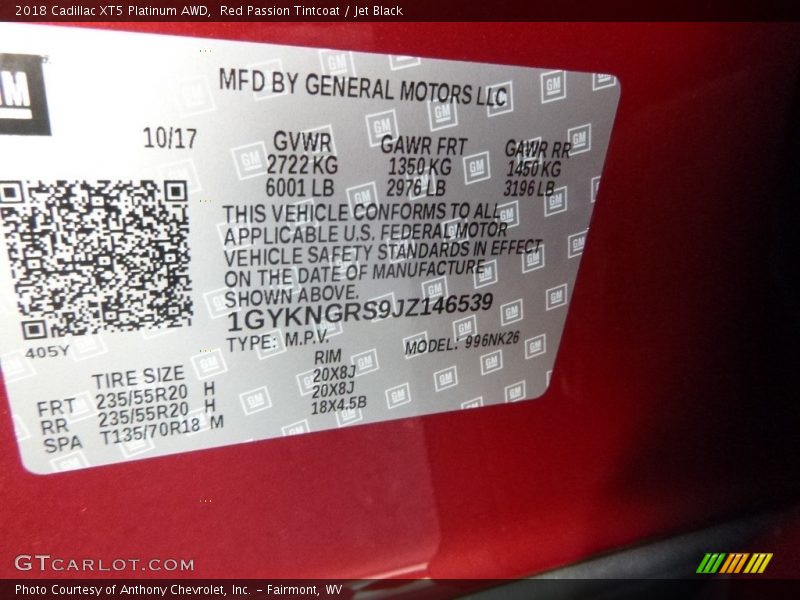 2018 Cadillac XT5 Platinum AWD, Red Passion Tintcoat / Jet Black
GM
MFD BY GENERAL MOTORS LLC
10/17
GVWR GAWR FRT GAWR RR
2722 KG 1350 KG 1450 KG
6001 LB 2976 LB 3196 LB
THIS VEHICLE CONFORMS TO ALL
APPLICABLE U.S. FEDERAL MOTOR
VEHICLE SAFETY STANDARDS IN EFFECT
ON THE DATE OF MANUFACTURE
SHOWN ABOVE.
1GYKNGRS9JZ146539
TYPE: M.P.V. MODEL: 996NK26
405Y
TIRE SIZE RIM
FRT 235/55R20 H 20X8J
RR 235/55R20 H 20X8J
SPA T135/70R18 M 18X4.5B
GTCARLOT.COM
Photo Courtesy of Anthony Chevrolet, Inc. – Fairmont, WV